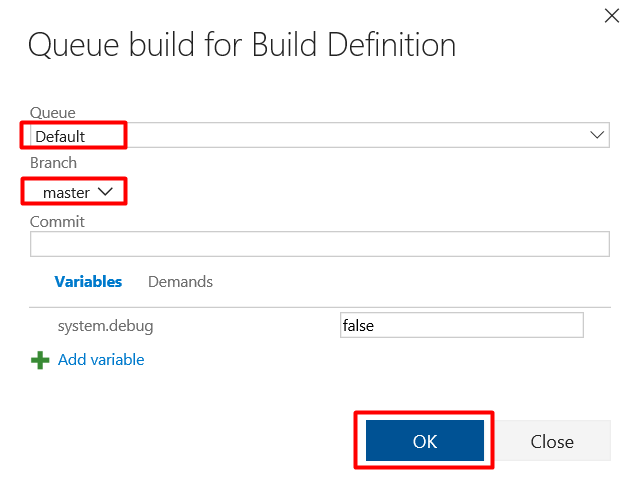 Queue build for Build Definition
Queue
Default
Branch
master
Commit
Variables Demands
system.debug false
Add variable
OK Close